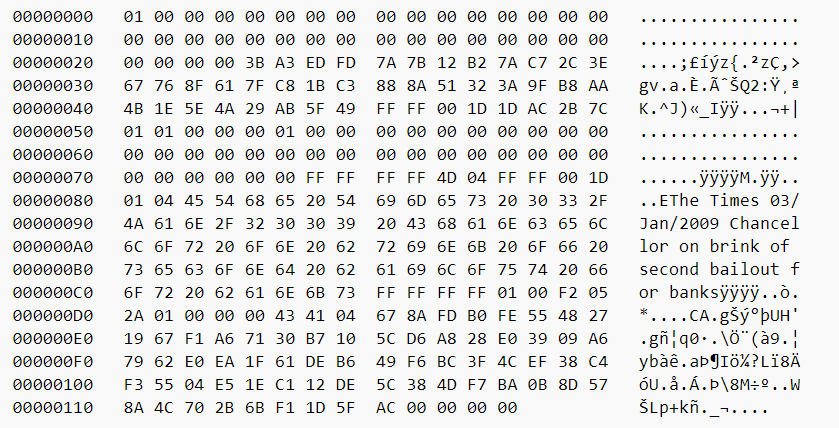 00000000 01 00 00 00 00 00 00 00 00 00 00 00 00 00 00 00 ................
00000010 00 00 00 00 00 00 00 00 00 00 00 00 00 00 00 00 ................
00000020 00 00 00 00 3B A3 ED FD 7A 7B 12 B2 7A C7 2C 3E ....;£íýz{.²zÇ,>
00000030 67 76 8F 61 7F C8 1B C3 88 8A 51 32 3A 9F B8 AA gv.a.È.ÃˆŠQ2:Ÿ¸ª
00000040 4B 1E 5E 4A 29 AB 5F 49 FF FF 00 1D 1D AC 2B 7C K.^J)«_Iÿÿ...¬+|
00000050 01 01 00 00 00 01 00 00 00 00 00 00 00 00 00 00 ................
00000060 00 00 00 00 00 00 00 00 00 00 00 00 00 00 00 00 ................
00000070 00 00 00 00 00 00 FF FF FF FF 4D 04 FF FF 00 1D ......ÿÿÿÿM.ÿÿ..
00000080 01 04 45 54 68 65 20 54 69 6D 65 73 20 30 33 2F ..EThe Times 03/
00000090 4A 61 6E 2F 32 30 30 39 20 43 68 61 6E 63 65 6C Jan/2009 Chancel
000000A0 6C 6F 72 20 6F 6E 20 62 72 69 6E 6B 20 6F 66 20 lor on brink of
000000B0 73 65 63 6F 6E 64 20 62 61 69 6C 6F 75 74 20 66 second bailout f
000000C0 6F 72 20 62 61 6E 6B 73 FF FF FF FF 01 00 F2 05 or banksÿÿÿÿ..ò.
000000D0 2A 01 00 00 00 43 41 04 67 8A FD B0 FE 55 48 27 *....CA.gŠý°þUH'
000000E0 19 67 F1 A6 71 30 B7 10 5C D6 A8 28 E0 39 09 A6 .gñ¦q0·.\Ö¨(à9.¦
000000F0 79 62 E0 EA 1F 61 DE B6 49 F6 BC 3F 4C EF 38 C4 ybàê.aÞ¶Iö¼?Lï8Ä
00000100 F3 55 04 E5 1E C1 12 DE 5C 38 4D F7 BA 0B 8D 57 óU.å.Á.Þ\8M÷º..W
00000110 8A 4C 70 2B 6B F1 1D 5F AC 00 00 00 00 ŠLp+kñ._¬....